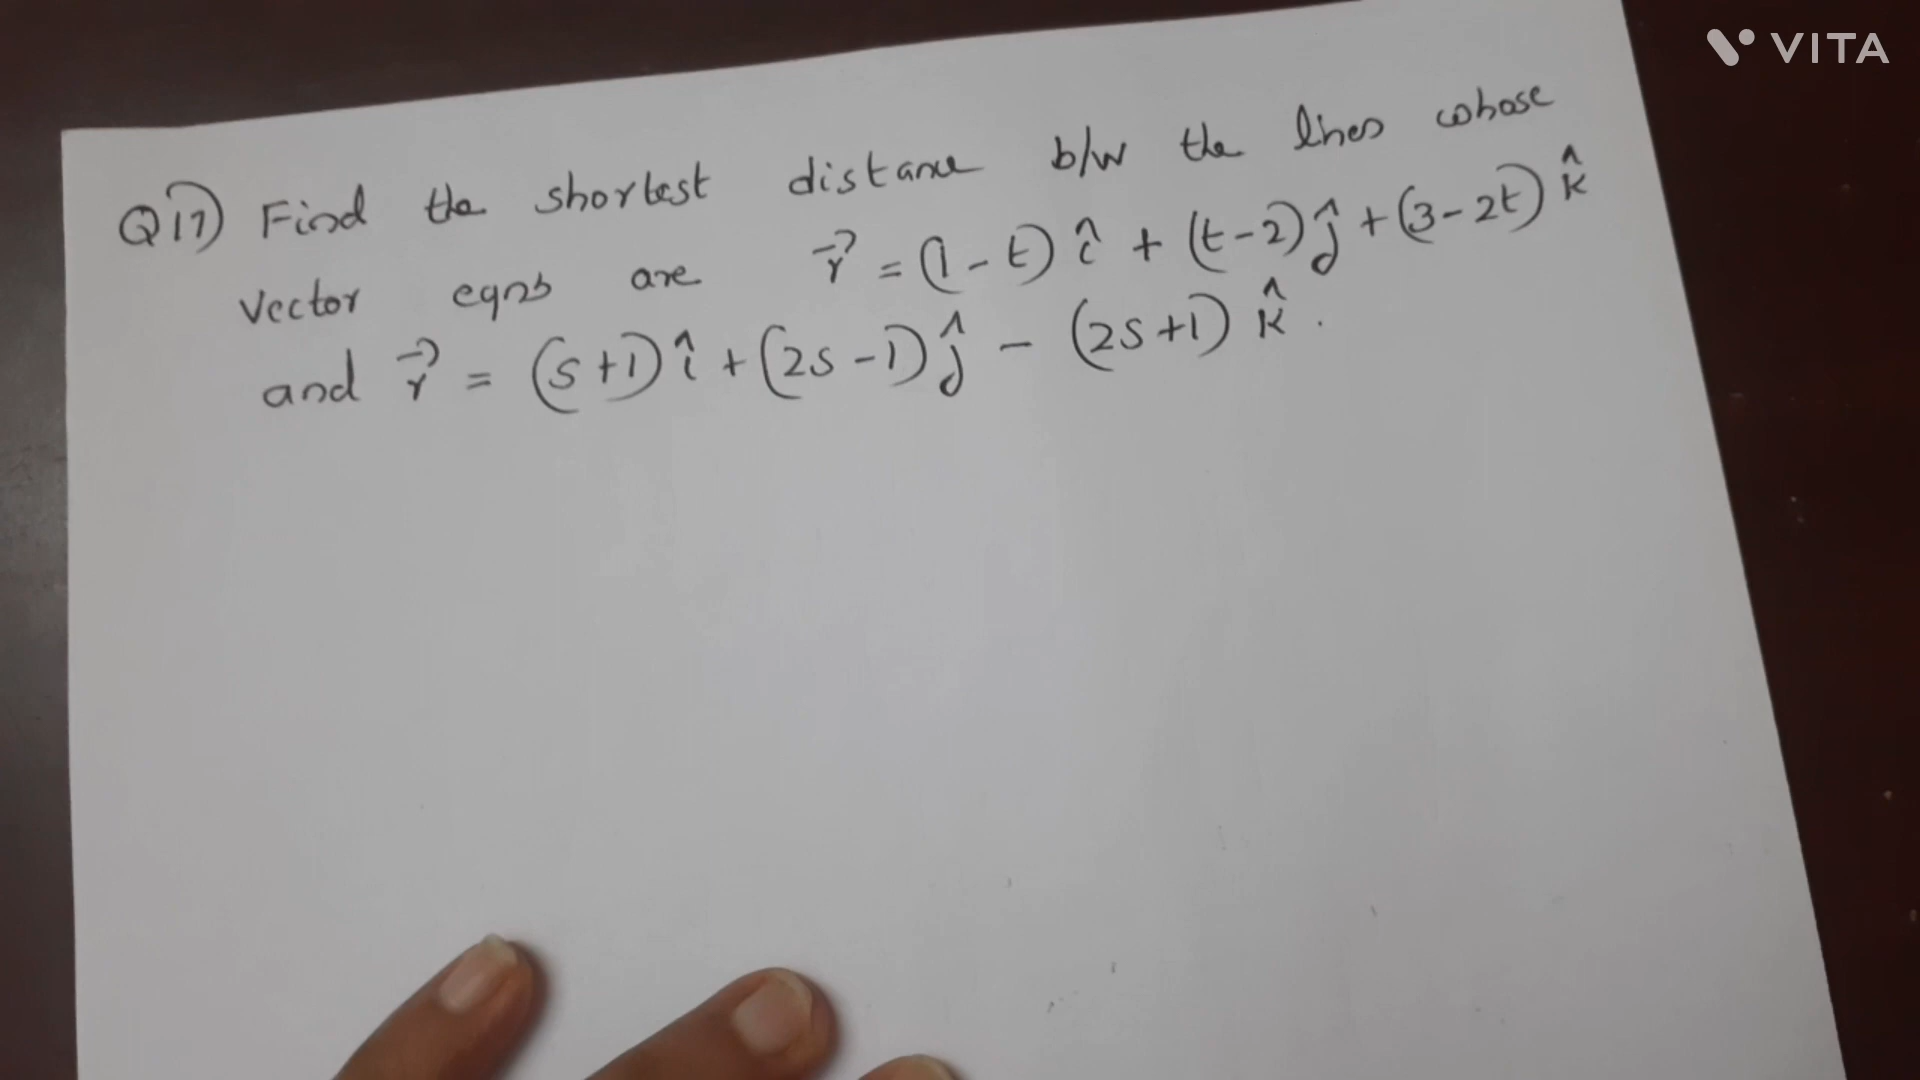 VITA
Q17) Find the shortest distance b/w the lines whose
vector eqns are r⃗ = (1-t) î + (t-2) ĵ + (3-2t) k̂
and r⃗ = (s+1) î + (2s-1) ĵ - (2s+1) k̂.